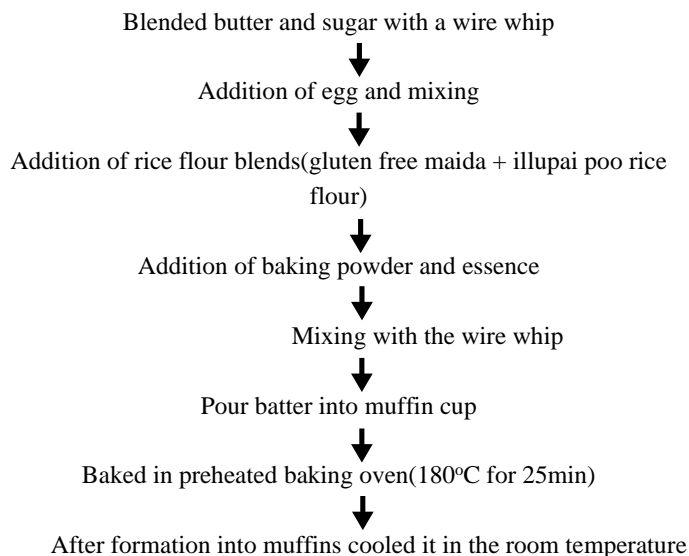 Blended butter and sugar with a wire whip
Addition of egg and mixing
Addition of rice flour blends(gluten free maida + illupai poo rice
flour)
Addition of baking powder and essence
Mixing with the wire whip
Pour batter into muffin cup
Baked in preheated baking oven(180°C for 25min)
After formation into muffins cooled it in the room temperature